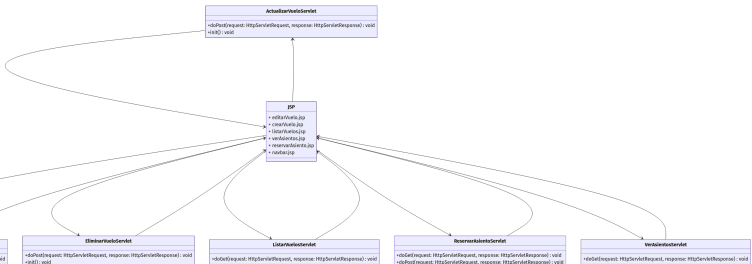 ActualizarVueloServlet
+doPost(request: HttpServletRequest, response: HttpServletResponse) : void
+init() : void
JSP
+ editarVuelo.jsp
+ crearVuelo.jsp
+ listarVuelos.jsp
+ verAsientos.jsp
+ reservarAsiento.jsp
+ navbar.jsp
EliminarVueloServlet
+doPost(request: HttpServletRequest, response: HttpServletResponse) : void
+init() : void
ListarVuelosServlet
+doGet(request: HttpServletRequest, response: HttpServletResponse) : void
ReservarAsientoServlet
+doGet(request: HttpServletRequest, response: HttpServletResponse) : void
+doPost(request: HttpServletRequest, response: HttpServletResponse) : void
VerAsientosServlet
+doGet(request: HttpServletRequest, response: HttpServletResponse) : void